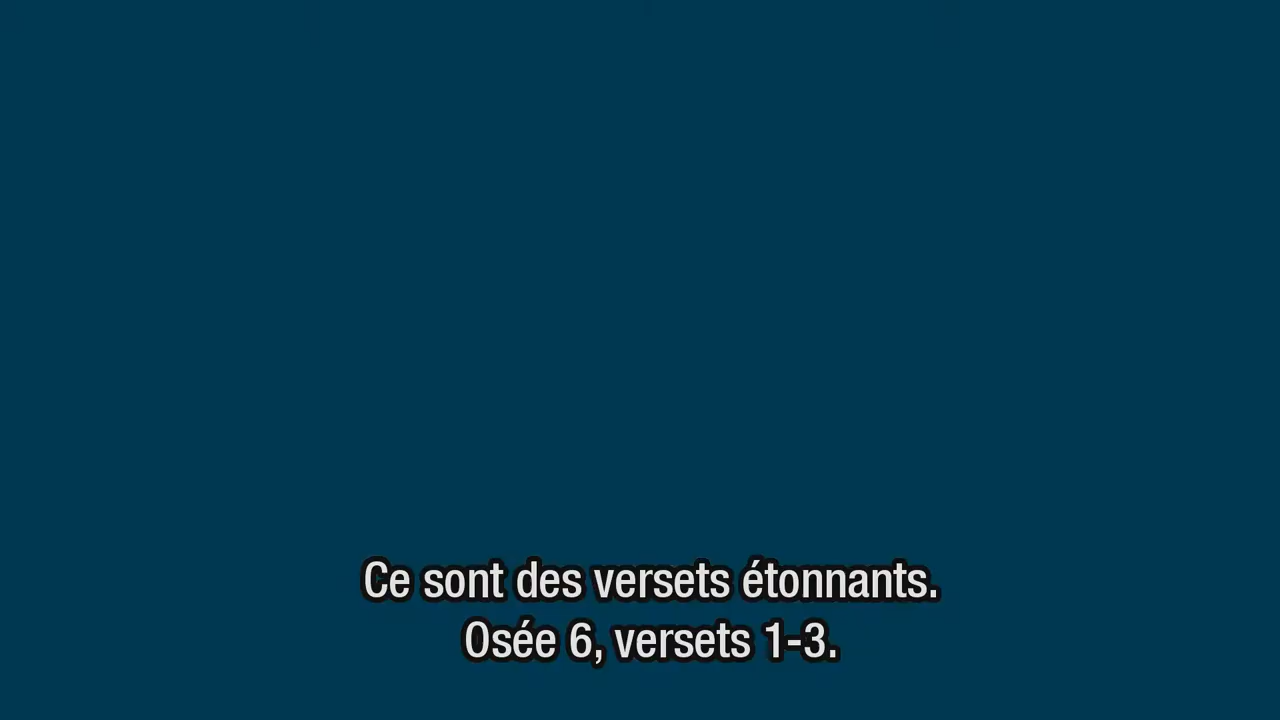 Ce sont des versets étonnants.
Osée 6, versets 1-3.